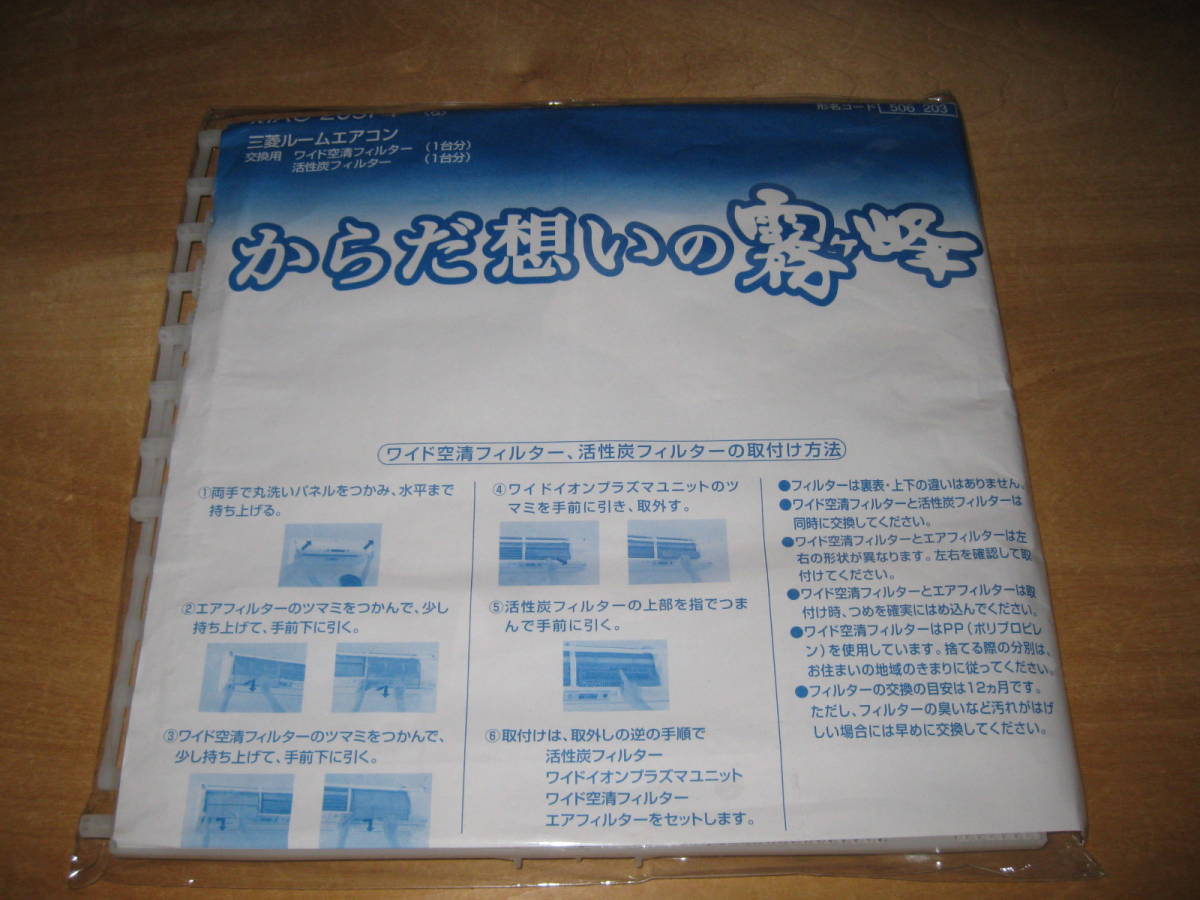 形名コード 506 203
三菱ルームエアコン
交換用 ワイド空清フィルター (1台分)
活性炭フィルター (1台分)
からだ想いの霧ヶ峰
ワイド空清フィルター、活性炭フィルターの取付け方法
①両手で丸洗いパネルをつかみ、水平まで
持ち上げる。
②エアフィルターのツマミをつかんで、少し
持ち上げて、手前下に引く。
③ワイド空清フィルターのツマミをつかんで、
少し持ち上げて、手前下に引く。
④ワイドイオンプラズマユニットのツ
マミを手前に引き、取外す。
⑤活性炭フィルターの上部を指でつま
んで手前に引く。
⑥取付けは、取外しの逆の手順で
活性炭フィルター
ワイドイオンプラズマユニット
ワイド空清フィルター
エアフィルターをセットします。
●フィルターは裏表・上下の違いはありません。
●ワイド空清フィルターと活性炭フィルターは
同時に交換してください。
●ワイド空清フィルターとエアフィルターは左
右の形状が異なります。左右を確認して取
付けてください。
●ワイド空清フィルターとエアフィルターは取
付け時、つめを確実にはめ込んでください。
●ワイド空清フィルターはPP(ポリプロピレ
ン)を使用しています。捨てる際の分別は、
お住まいの地域のきまりに従ってください。
●フィルターの交換の目安は12ヵ月です。
ただし、フィルターの臭いなど汚れがはげ
しい場合には早めに交換してください。